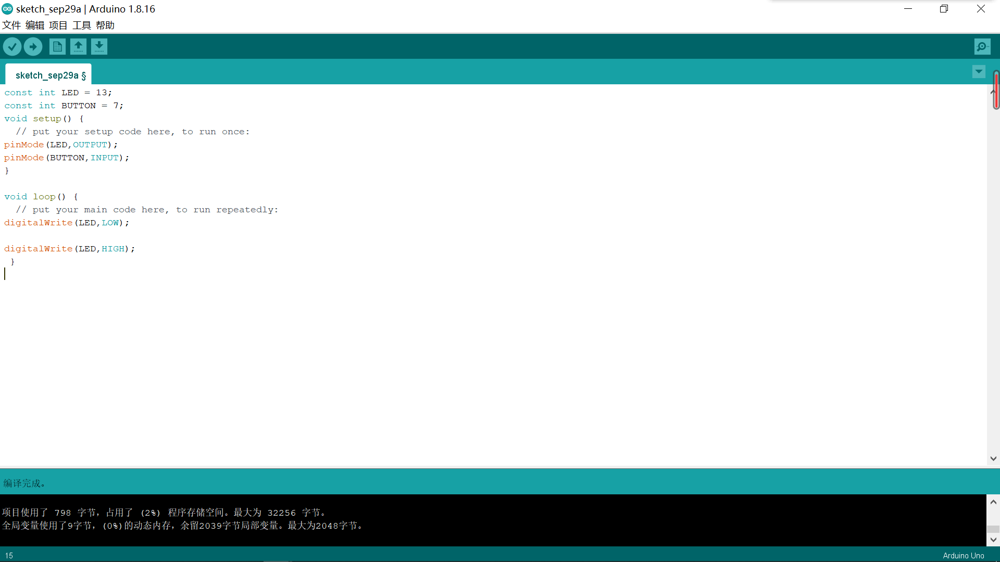 sketch_sep29a | Arduino 1.8.16
文件 编辑 项目 工具 帮助
sketch_sep29a §
const int LED = 13;
const int BUTTON = 7;
void setup() {
  // put your setup code here, to run once:
pinMode(LED,OUTPUT);
pinMode(BUTTON,INPUT);
}
void loop() {
  // put your main code here, to run repeatedly:
digitalWrite(LED,LOW);
digitalWrite(LED,HIGH);
 }
编译完成。
项目使用了 798 字节，占用了 (2%) 程序存储空间。最大为 32256 字节。
全局变量使用了9字节，(0%)的动态内存，余留2039字节局部变量。最大为2048字节。
15
Arduino Uno